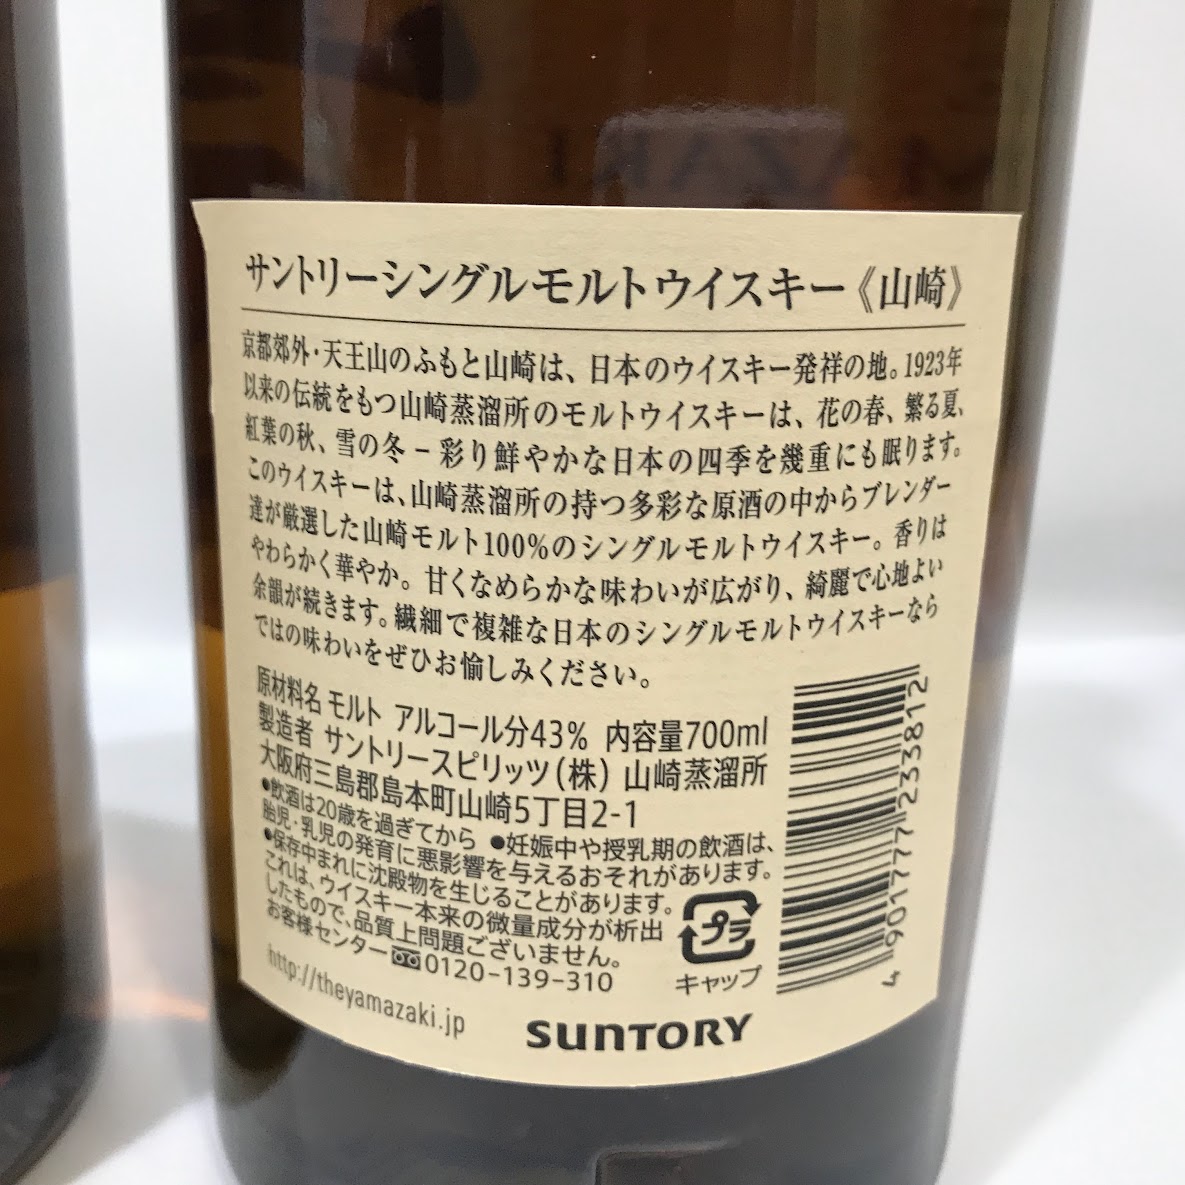 サントリーシングルモルトウイスキー《山崎》
京都郊外・天王山のふもと山崎は、日本のウイスキー発祥の地。1923年
以来の伝統をもつ山崎蒸溜所のモルトウイスキーは、花の春、繁る夏、
紅葉の秋、雪の冬－彩り鮮やかな日本の四季を幾重にも眠ります。
このウイスキーは、山崎蒸溜所の持つ多彩な原酒の中からブレンダー
達が厳選した山崎モルト100%のシングルモルトウイスキー。香りは
やわらかく華やか。甘くなめらかな味わいが広がり、綺麗で心地よい
余韻が続きます。繊細で複雑な日本のシングルモルトウイスキーなら
ではの味わいをぜひお愉しみください。
原材料名 モルト アルコール分43% 内容量700ml
製造者 サントリースピリッツ(株) 山崎蒸溜所
大阪府三島郡島本町山崎5丁目2-1
●飲酒は20歳を過ぎてから ●妊娠中や授乳期の飲酒は、
胎児・乳児の発育に悪影響を与えるおそれがあります。
●保存中まれに沈殿物を生じることがあります。
これは、ウイスキー本来の微量成分が析出
したもので、品質上問題ございません。
お客様センター 0120-139-310
http://theyamazaki.jp
プラ
キャップ
SUNTORY
4901777233812